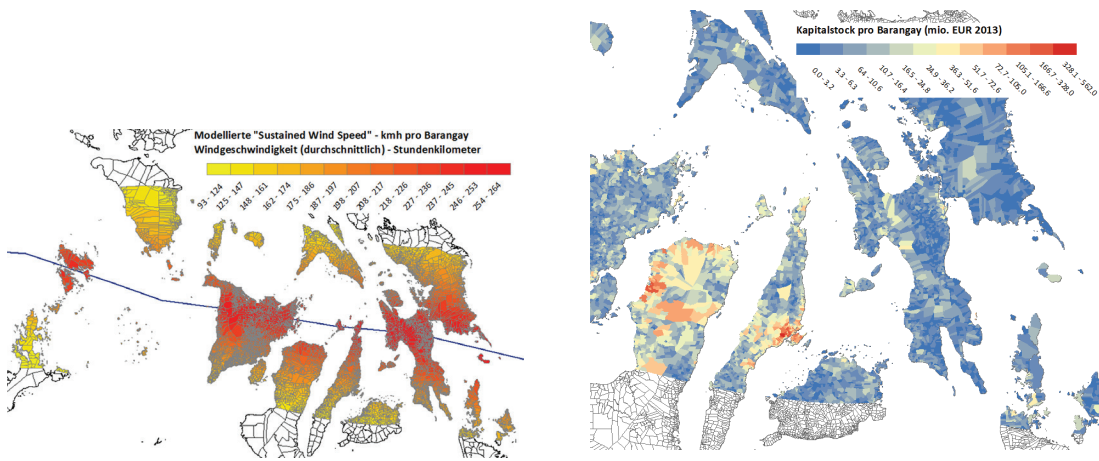 Modellierte "Sustained Wind Speed" - kmh pro Barangay
Windgeschwindigkeit (durchschnittlich) - Stundenkilometer
93 - 124
125 - 147
148 - 161
162 - 174
175 - 186
187 - 197
198 - 207
208 - 217
218 - 226
227 - 236
237 - 245
246 - 253
254 - 264
Kapitalstock pro Barangay (mio. EUR 2013)
0.0 - 3.2
3.3 - 6.3
6.4 - 10.6
10.7 - 16.4
16.5 - 24.8
24.9 - 36.2
36.3 - 51.6
51.7 - 72.6
72.7 - 105.0
105.1 - 166.6
166.7 - 328.0
328.1 - 562.0